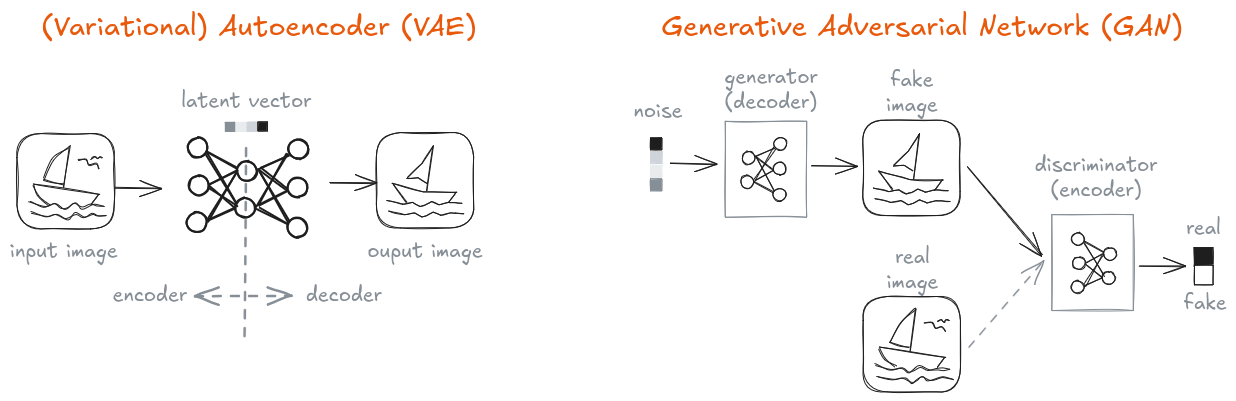 (Variational) Autoencoder (VAE)
latent vector
input image
ouput image
encoder
decoder
Generative Adversarial Network (GAN)
noise
generator
(decoder)
fake
image
real
image
discriminator
(encoder)
real
fake